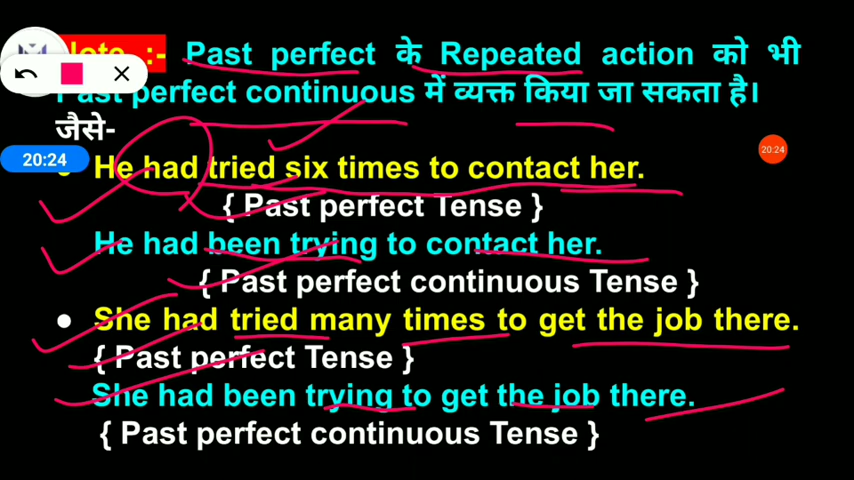 Note :- Past perfect के Repeated action को भी
Past perfect continuous में व्यक्त किया जा सकता है।
जैसे-
20:24
20:24
● He had tried six times to contact her.
{ Past perfect Tense }
He had been trying to contact her.
{ Past perfect continuous Tense }
● She had tried many times to get the job there.
{ Past perfect Tense }
She had been trying to get the job there.
{ Past perfect continuous Tense }